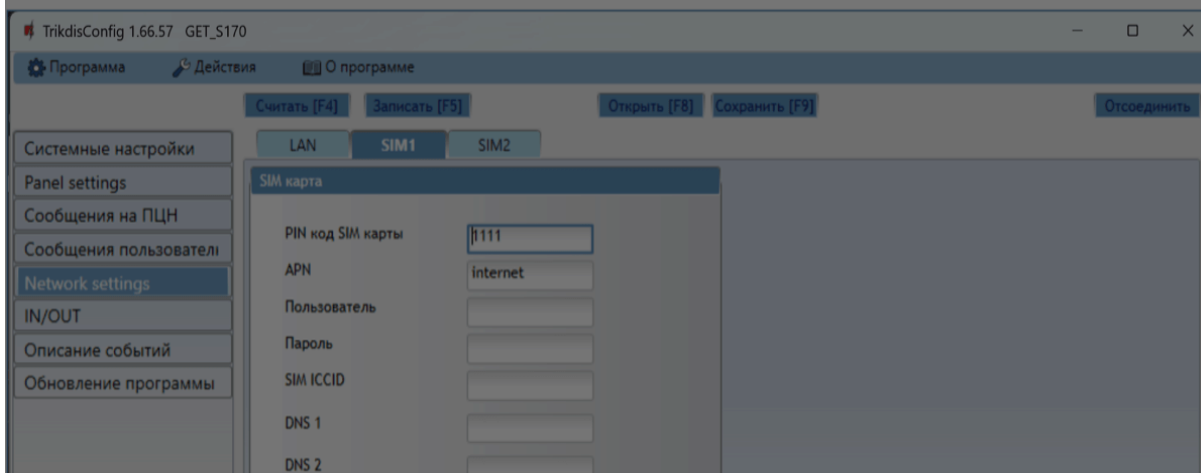 TrikdisConfig 1.66.57 GET_S170
Программа Действия О программе
Считать [F4] Записать [F5] Открыть [F8] Сохранить [F9] Отсоединить
LAN SIM1 SIM2
Системные настройки
Panel settings
Сообщения на ПЦН
Сообщения пользователю
Network settings
IN/OUT
Описание событий
Обновление программы
SIM карта
PIN код SIM карты 1111
APN internet
Пользователь
Пароль
SIM ICCID
DNS 1
DNS 2